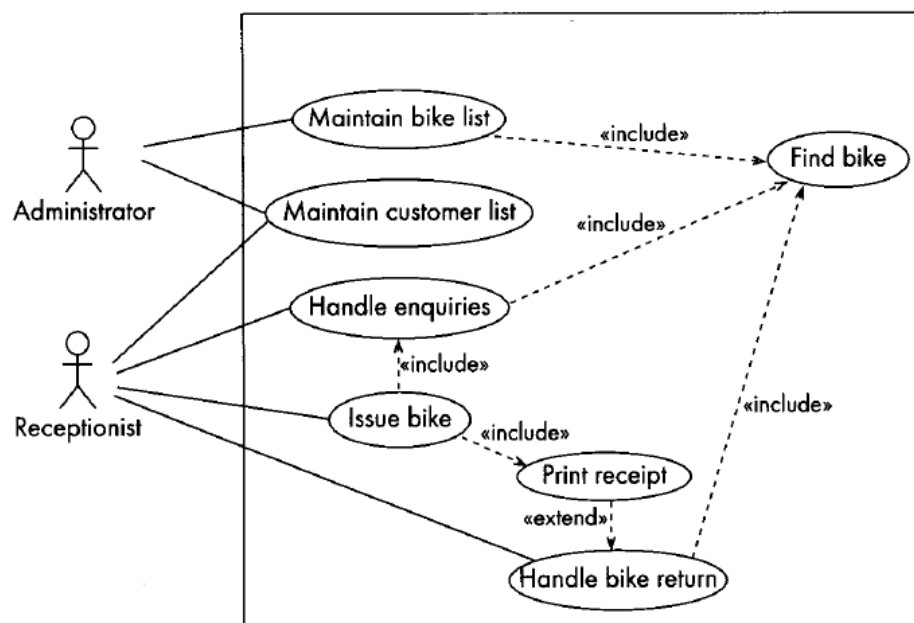 Maintain bike list
«include»
Find bike
Administrator
Maintain customer list
«include»
Handle enquiries
«include»
Receptionist
Issue bike
«include»
«include»
Print receipt
«extend»
Handle bike return